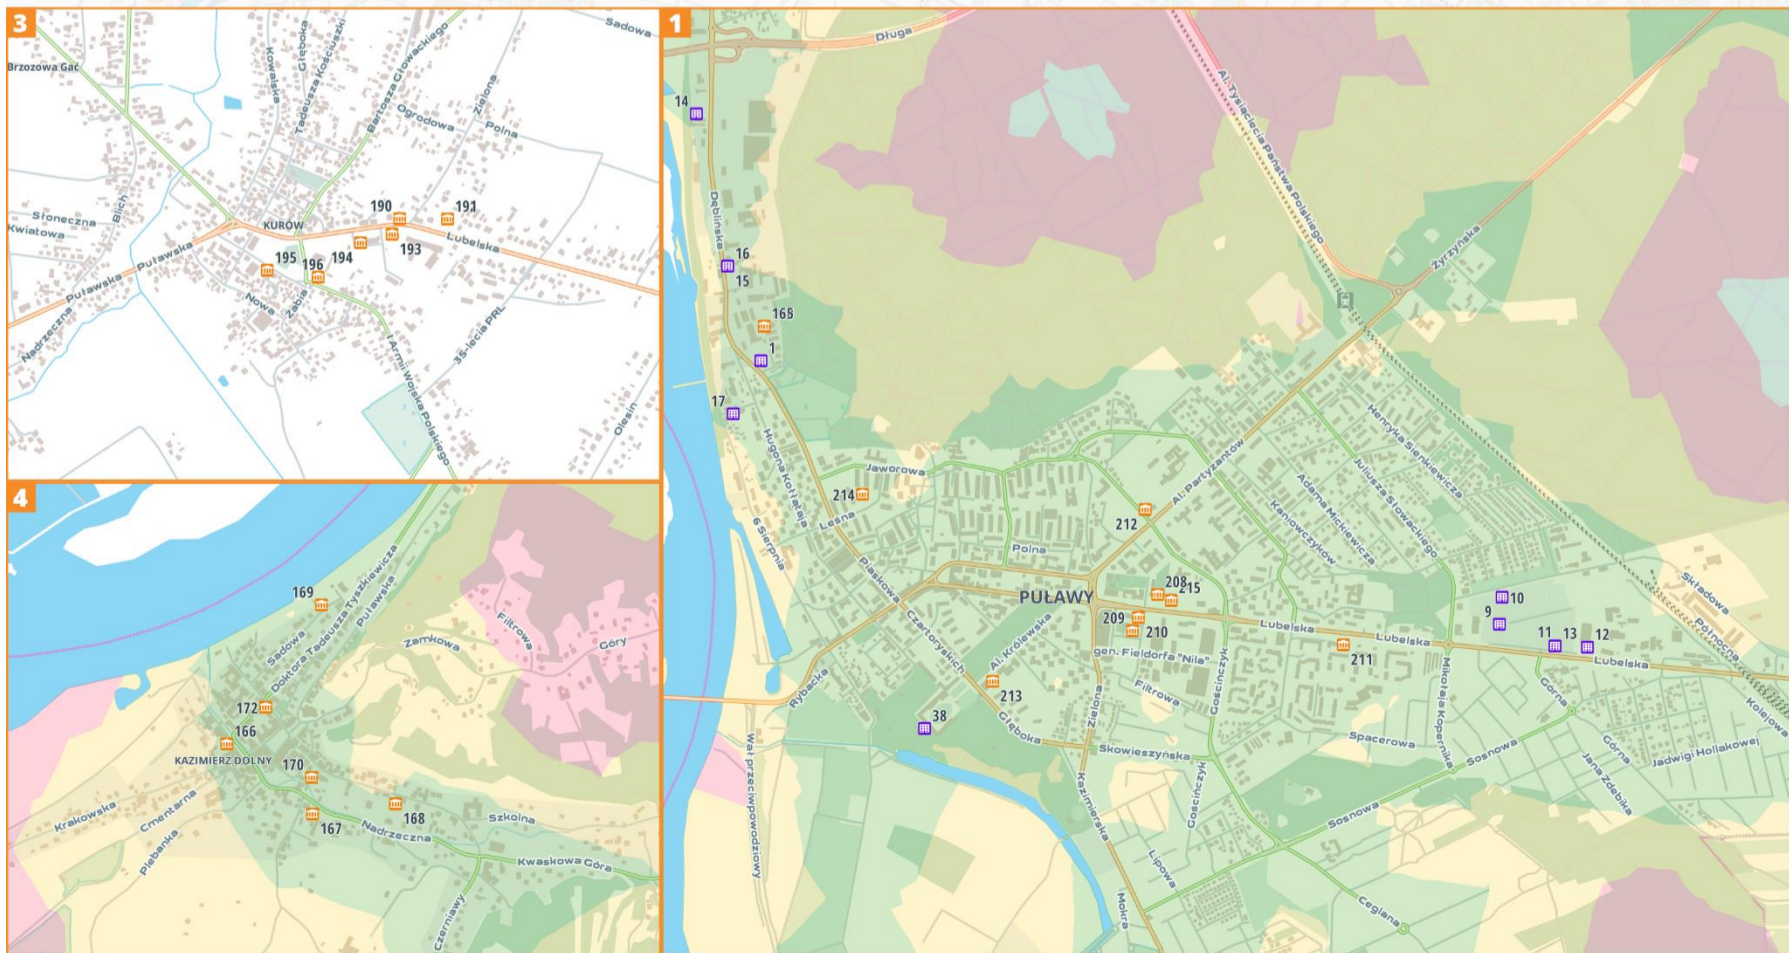 3
Brzozowa Gać
Kowalska
Głęboka
Tadeusza Kościuszki
Bartosza Głowackiego
Sadowa
Zielona
Ogrodowa
Polna
Słoneczna
Kwiatowa
Blich
KURÓW
190
191
193
Lubelska
195
196
194
Puławska
Puławska
Nadrzeczna
Nowa
Żabia
35-lecia PRL
I Armii Wojska Polskiego
Olesin
4
169
Sadowa
Doktora Tadeusza Tyszkiewicza
Puławska
Zamkowa
Filtrowa
Góry
172
166
KAZIMIERZ DOLNY
170
167
168
Krakowska
Cmentarna
Plebanka
Nadrzeczna
Szkolna
Kwaskowa Góra
Czerniawy
1
Długa
14
Al. Tysiąclecia Państwa Polskiego
Dęblińska
Żyrzyńska
16
15
1
17
Hugona Kołłątaja
Jaworowa
214
Leśna
6 Sierpnia
Piaskowa
212
Al. Partyzantów
Henryka Sienkiewicza
Juliusza Słowackiego
Adama Mickiewicza
Kaniowczyków
Polna
PUŁAWY
208
215
209
210
Lubelska
Lubelska
Lubelska
211
10
9
11
13
12
Składowa
Północna
Kolejowa
Czartoryskich
Al. Królewska
gen. Fieldorfa "Nila"
Filtrowa
Gościńczyk
213
38
Głęboka
Zielona
Rybacka
Skowieszyńska
Mikołaja Kopernika
Spacerowa
Górna
Górna
Sosnowa
Jadwigi Hollakowej
Jana Zdebika
Wał przeciwpowodziowy
Kazimierska
Gościńczyk
Sosnowa
Lipowa
Mokra
Ceglana